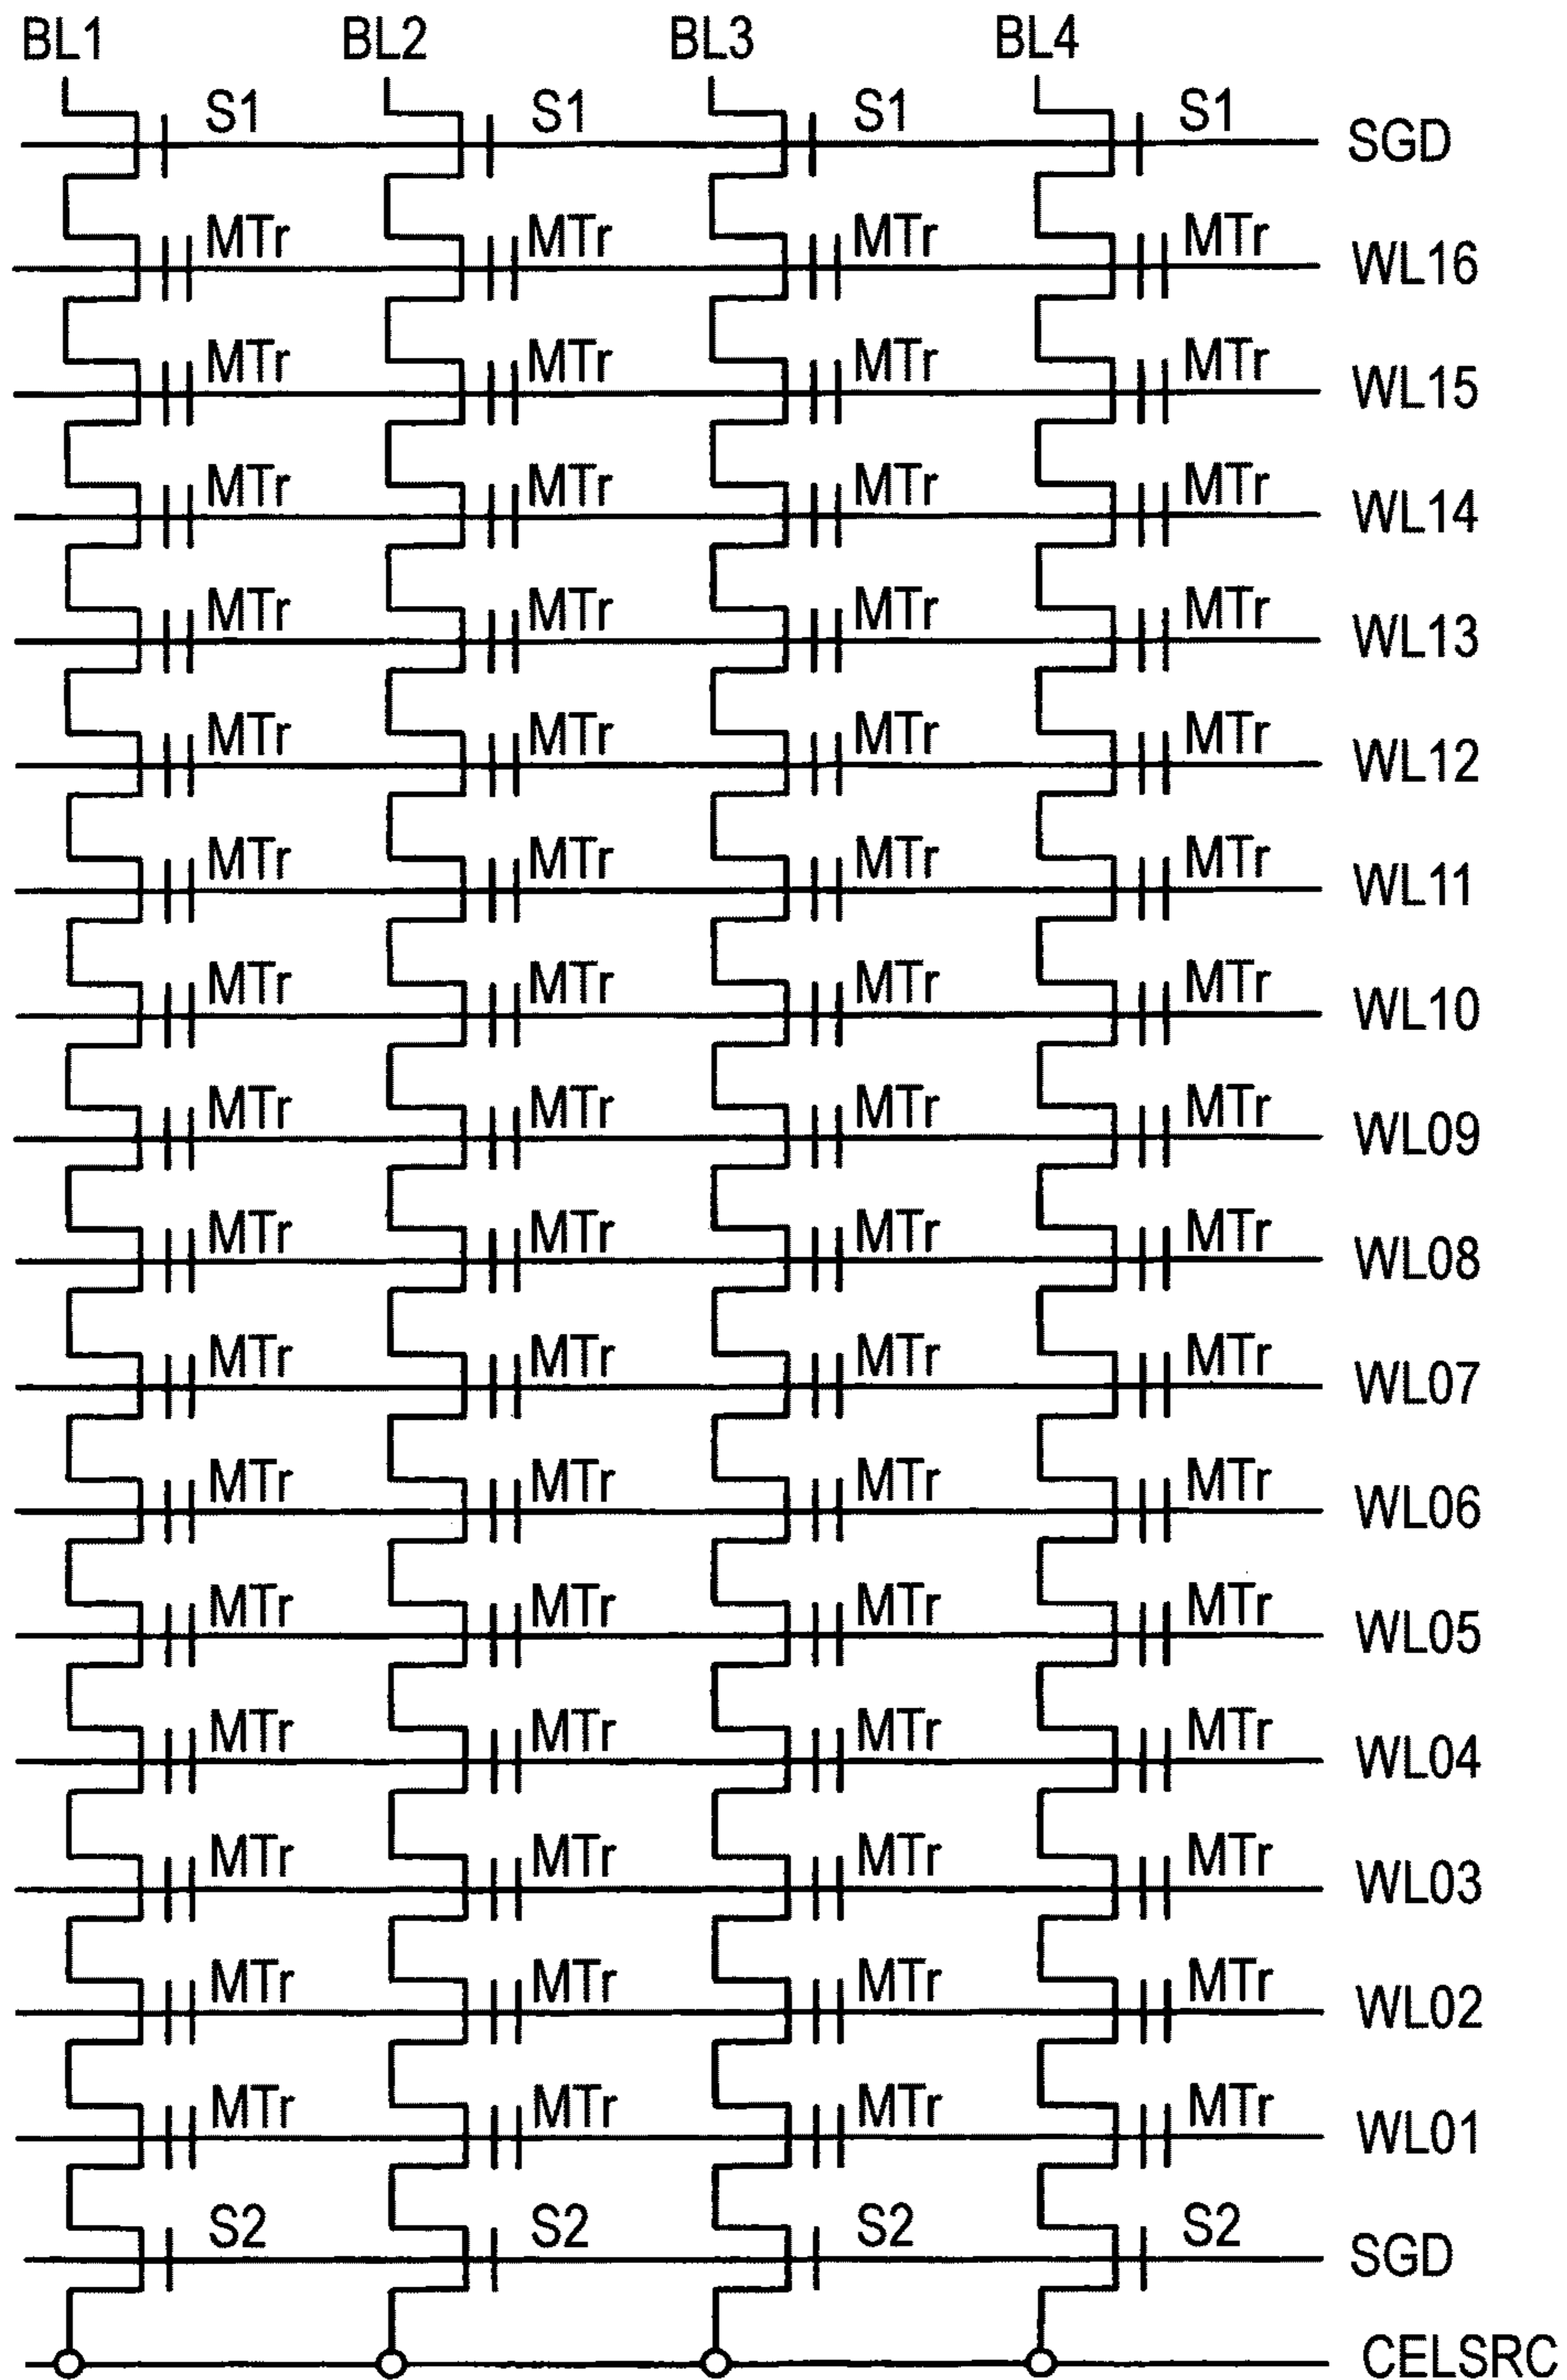 BL1 BL2 BL3 BL4
S1 S1 S1 S1 SGD
MTr MTr MTr MTr WL16
MTr MTr MTr MTr WL15
MTr MTr MTr MTr WL14
MTr MTr MTr MTr WL13
MTr MTr MTr MTr WL12
MTr MTr MTr MTr WL11
MTr MTr MTr MTr WL10
MTr MTr MTr MTr WL09
MTr MTr MTr MTr WL08
MTr MTr MTr MTr WL07
MTr MTr MTr MTr WL06
MTr MTr MTr MTr WL05
MTr MTr MTr MTr WL04
MTr MTr MTr MTr WL03
MTr MTr MTr MTr WL02
MTr MTr MTr MTr WL01
S2 S2 S2 S2 SGD
CELSRC